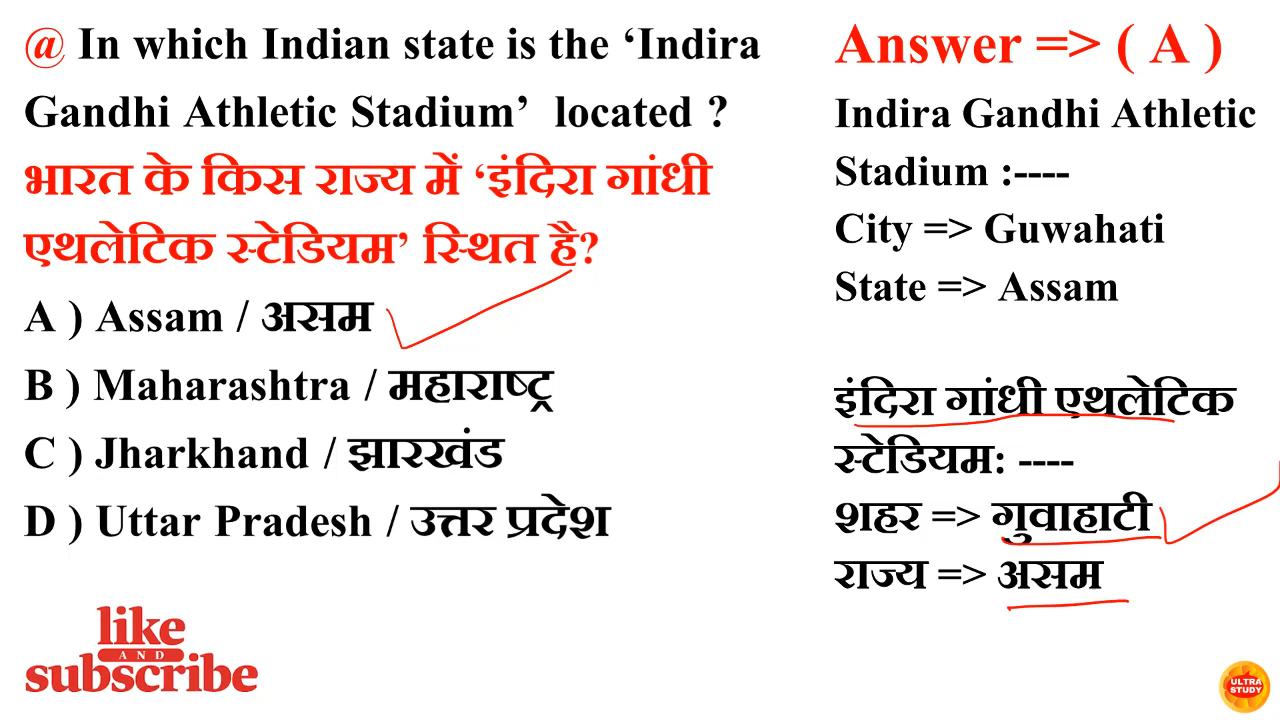 @ In which Indian state is the ‘Indira
Gandhi Athletic Stadium’ located ?
भारत के किस राज्य में ‘इंदिरा गांधी
एथलेटिक स्टेडियम’ स्थित है?
A ) Assam / असम
B ) Maharashtra / महाराष्ट्र
C ) Jharkhand / झारखंड
D ) Uttar Pradesh / उत्तर प्रदेश
like
AND
subscribe
Answer => ( A )
Indira Gandhi Athletic
Stadium :----
City => Guwahati
State => Assam
इंदिरा गांधी एथलेटिक
स्टेडियम: ----
शहर => गुवाहाटी
राज्य => असम
ULTRA
STUDY